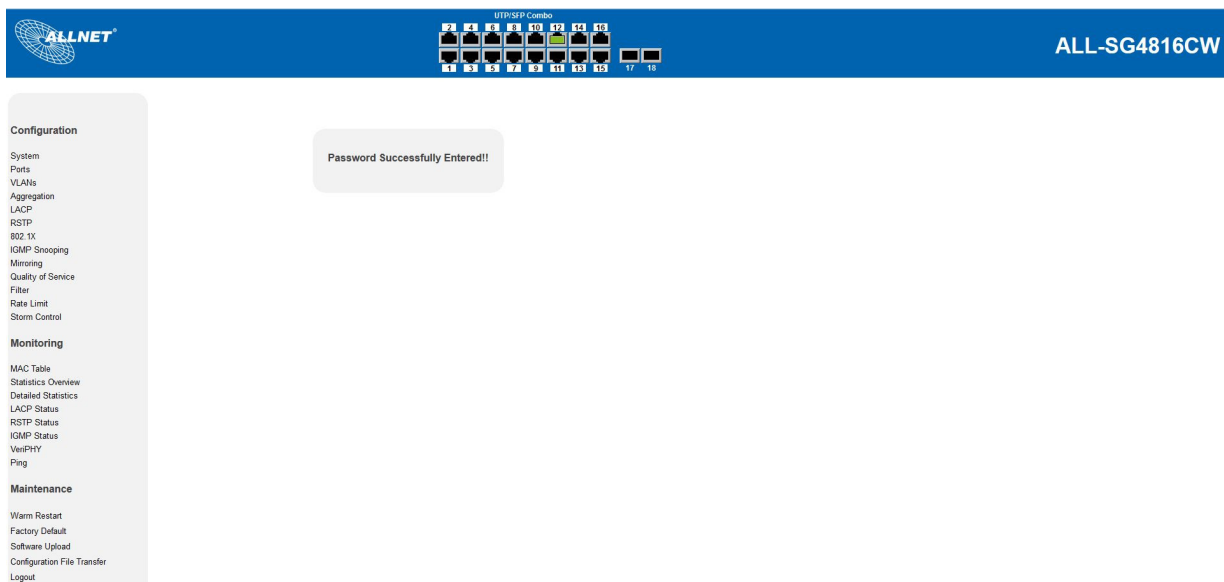 ALLNET®
UTP/SFP Combo
2 4 6 8 10 12 14 16
1 3 5 7 9 11 13 15 17 18
ALL-SG4816CW
Configuration
System
Ports
VLANs
Aggregation
LACP
RSTP
802.1X
IGMP Snooping
Mirroring
Quality of Service
Filter
Rate Limit
Storm Control
Monitoring
MAC Table
Statistics Overview
Detailed Statistics
LACP Status
RSTP Status
IGMP Status
VeriPHY
Ping
Maintenance
Warm Restart
Factory Default
Software Upload
Configuration File Transfer
Logout
Password Successfully Entered!!